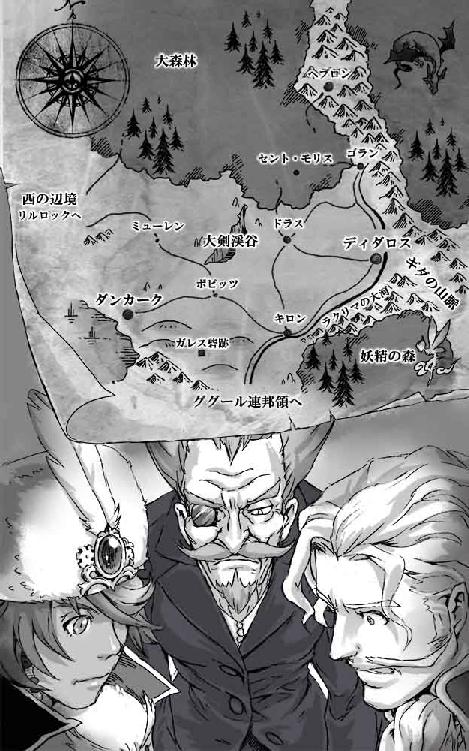 大森林
ヘブロン
セント・モリス
ゴラン
西の辺境
リルロックへ
ミューレン
大剣渓谷
ドラス
ディダロス
ギダの山脈
ポピッツ
ダンカーク
キロン
ラクリマの大河
ガレス砦跡
妖精の森
ググール連邦領へ